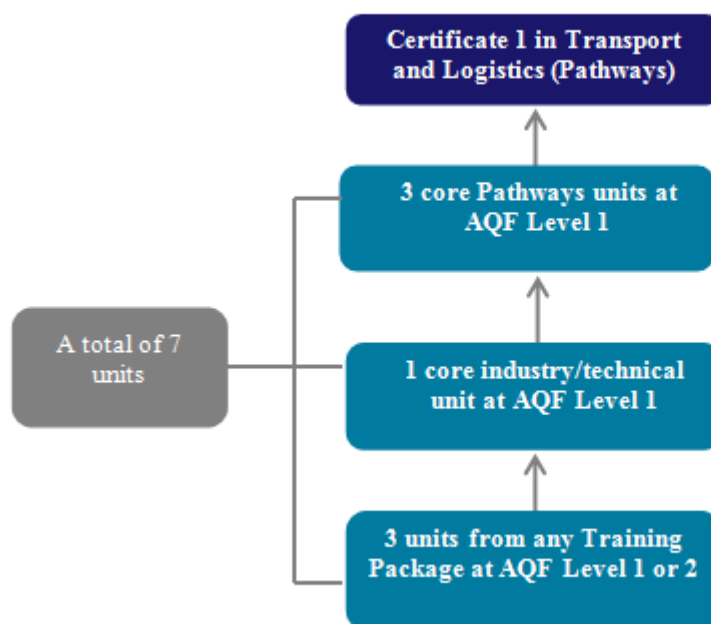 Certificate 1 in Transport
and Logistics (Pathways)
3 core Pathways units at
AQF Level 1
A total of 7
units
1 core industry/technical
unit at AQF Level 1
3 units from any Training
Package at AQF Level 1 or 2